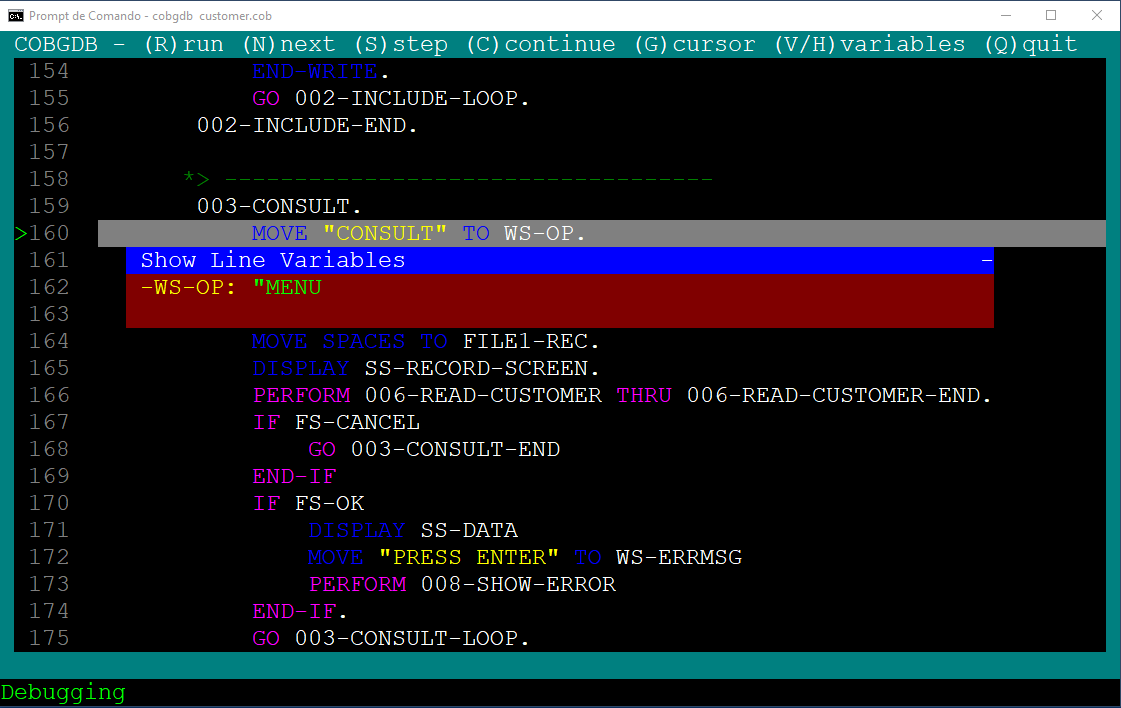 Prompt de Comando - cobgdb  customer.cob
COBGDB - (R)run (N)next (S)step (C)continue (G)cursor (V/H)variables (Q)quit
154 END-WRITE.
155 GO 002-INCLUDE-LOOP.
156 002-INCLUDE-END.
157
158 *> -----------------------------------
159 003-CONSULT.
>160 MOVE "CONSULT" TO WS-OP.
161 Show Line Variables -
162 -WS-OP: "MENU
163
164 MOVE SPACES TO FILE1-REC.
165 DISPLAY SS-RECORD-SCREEN.
166 PERFORM 006-READ-CUSTOMER THRU 006-READ-CUSTOMER-END.
167 IF FS-CANCEL
168 GO 003-CONSULT-END
169 END-IF
170 IF FS-OK
171 DISPLAY SS-DATA
172 MOVE "PRESS ENTER" TO WS-ERRMSG
173 PERFORM 008-SHOW-ERROR
174 END-IF.
175 GO 003-CONSULT-LOOP.
Debugging